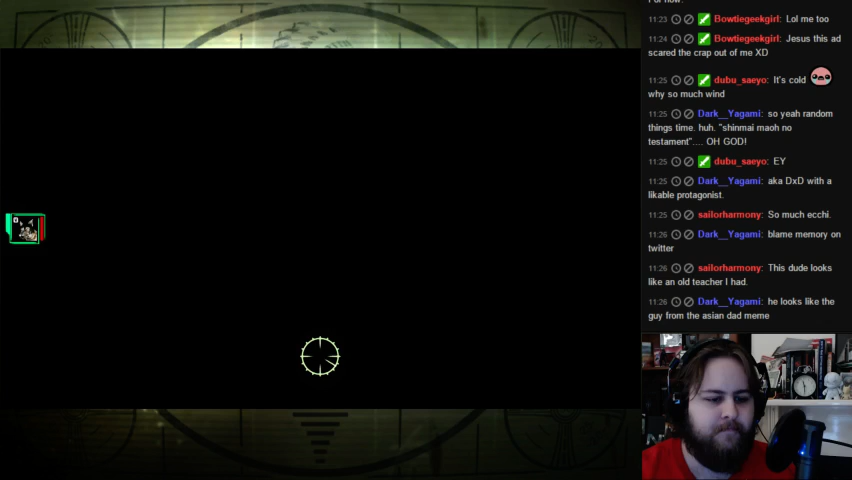 11:23 Bowtiegeekgirl: Lol me too
11:24 Bowtiegeekgirl: Jesus this ad
scared the crap out of me XD
11:25 dubu_saeyo: It's cold
why so much wind
11:25 Dark__Yagami: so yeah random
things time. huh. "shinmai maoh no
testament".... OH GOD!
11:25 dubu_saeyo: EY
11:25 Dark__Yagami: aka DxD with a
likable protagonist.
11:25 sailorharmony: So much ecchi.
11:26 Dark__Yagami: blame memory on
twitter
11:26 sailorharmony: This dude looks
like an old teacher I had.
11:26 Dark__Yagami: he looks like the
guy from the asian dad meme